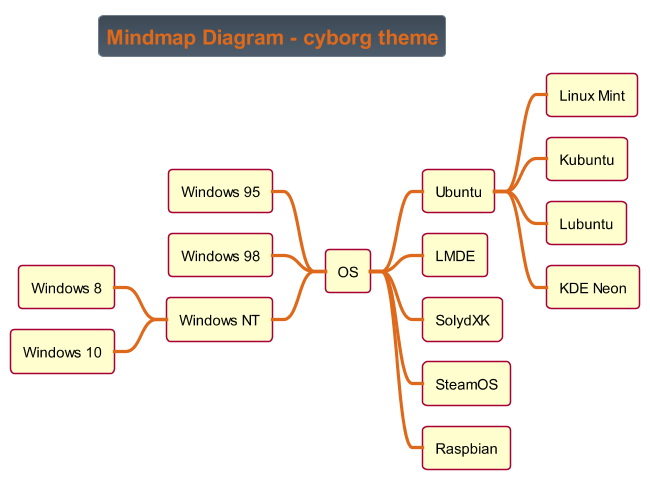 Mindmap Diagram - cyborg theme
OS
Ubuntu
Linux Mint
Kubuntu
Lubuntu
KDE Neon
LMDE
SolydXK
SteamOS
Raspbian
Windows 95
Windows 98
Windows NT
Windows 8
Windows 10